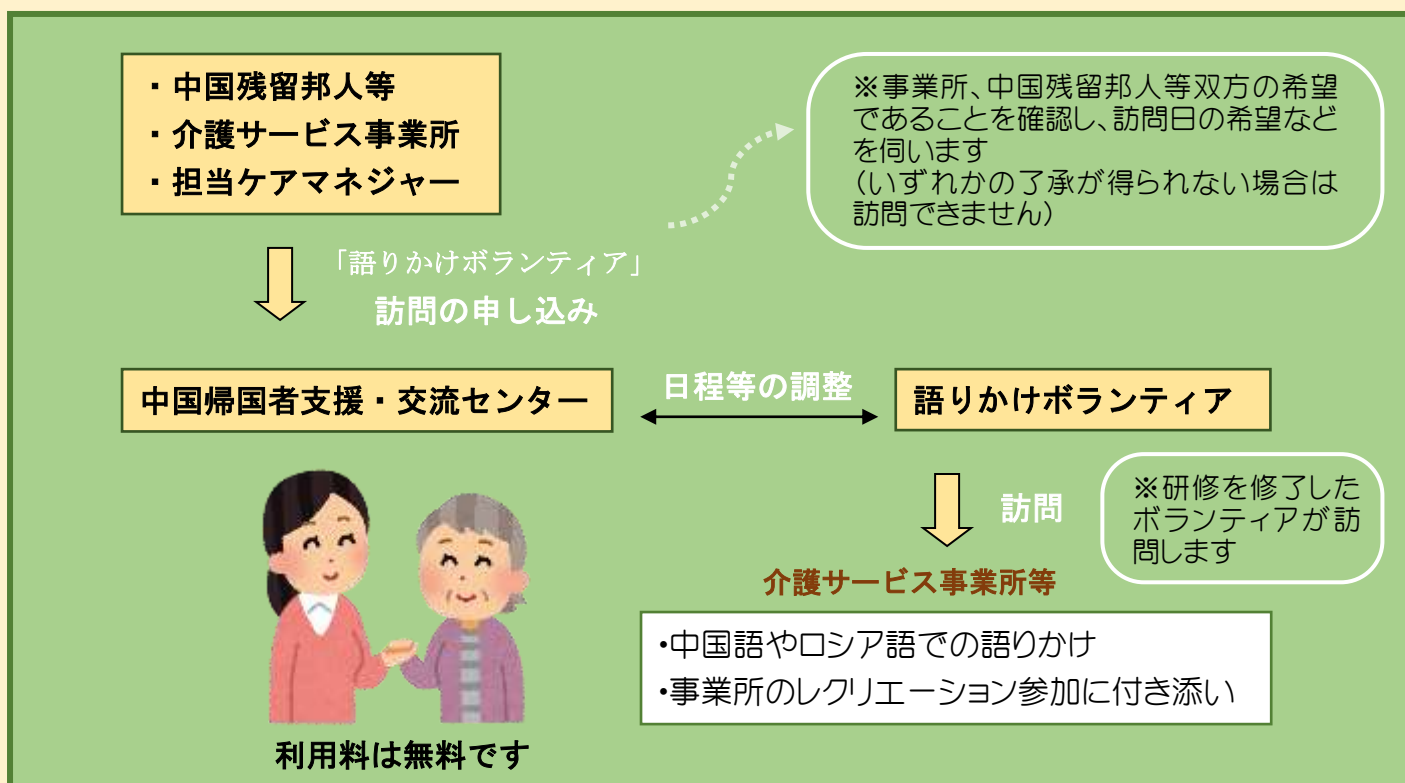 ・中国残留邦人等
・介護サービス事業所
・担当ケアマネジャー
※事業所、中国残留邦人等双方の希望
であることを確認し、訪問日の希望など
を伺います
（いずれかの了承が得られない場合は
訪問できません）
「語りかけボランティア」
訪問の申し込み
中国帰国者支援・交流センター
日程等の調整
語りかけボランティア
訪問
※研修を修了した
ボランティアが訪
問します
介護サービス事業所等
・中国語やロシア語での語りかけ
・事業所のレクリエーション参加に付き添い
利用料は無料です